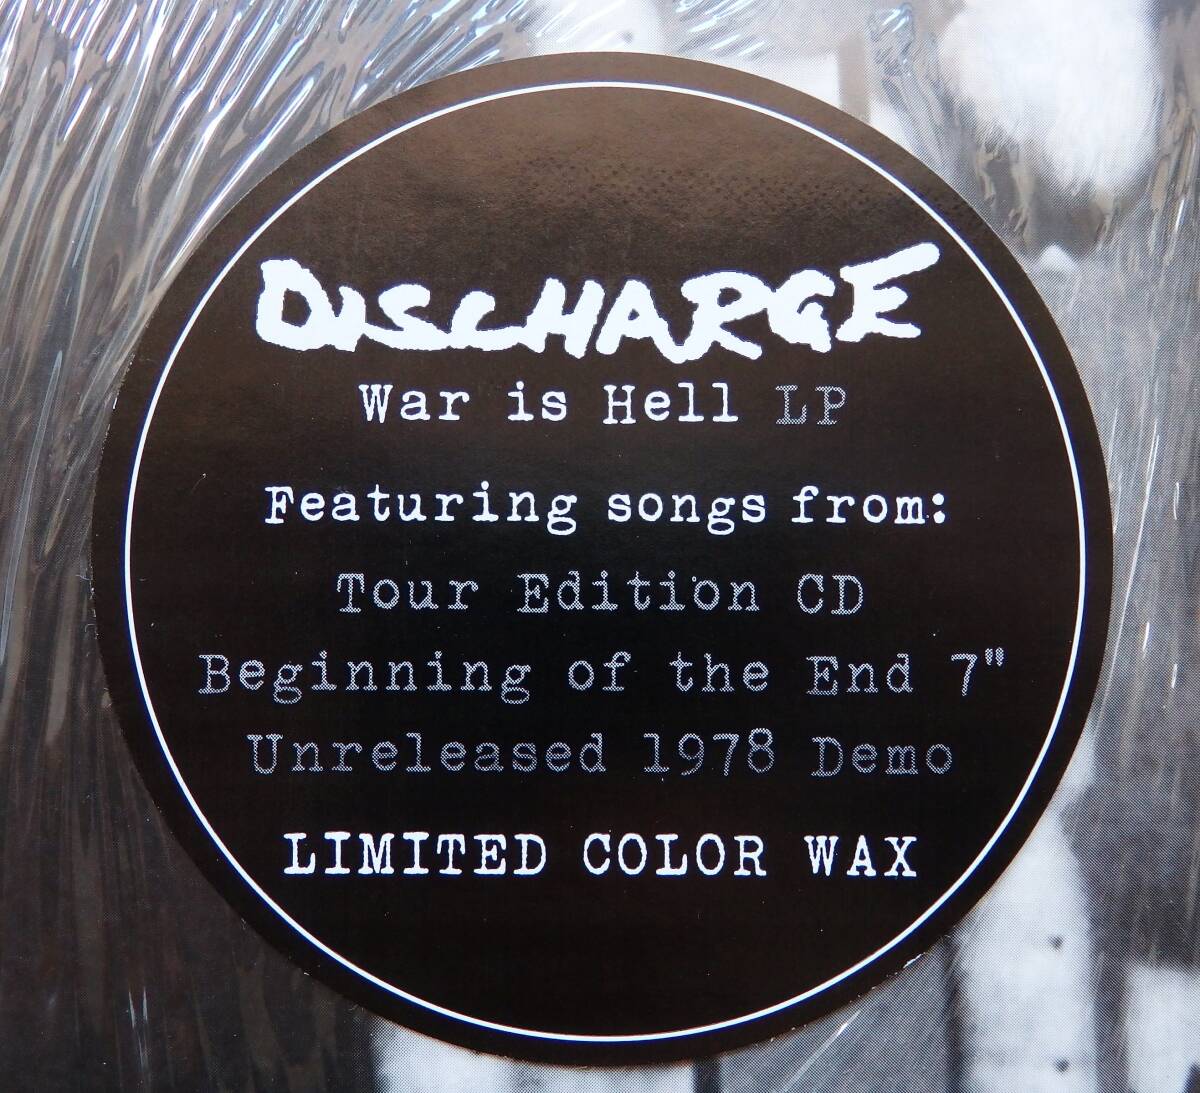 DISCHARGE
War is Hell LP
Featuring songs from:
Tour Edition CD
Beginning of the End 7"
Unreleased 1978 Demo
LIMITED COLOR WAX